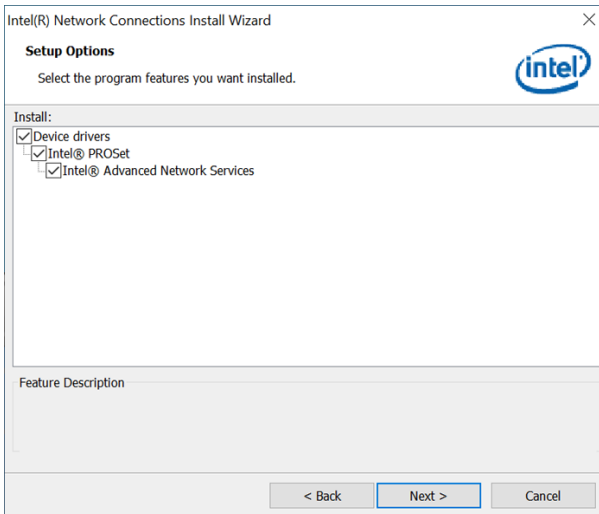 Intel(R) Network Connections Install Wizard
Setup Options
Select the program features you want installed.
intel
Install:
Device drivers
Intel® PROSet
Intel® Advanced Network Services
Feature Description
< Back
Next >
Cancel